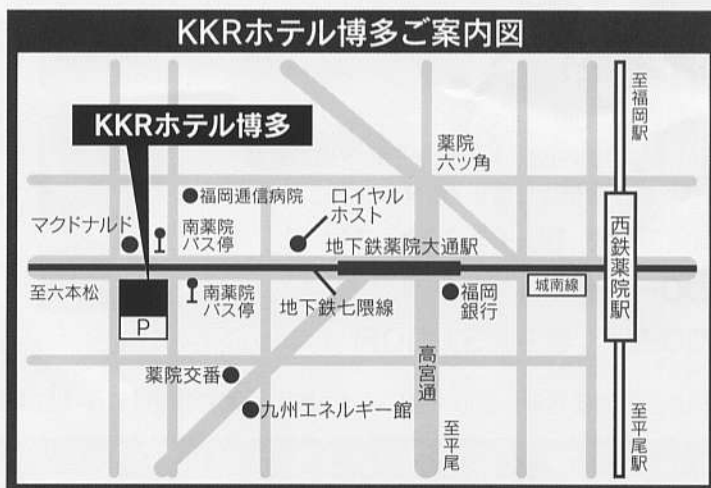 KKRホテル博多ご案内図
至福岡駅
KKRホテル博多
薬院
六ツ角
福岡逓信病院
ロイヤル
ホスト
マクドナルド
南薬院
バス停
地下鉄薬院大通駅
西鉄薬院駅
至六本松
P
南薬院
バス停
地下鉄七隈線
福岡
銀行
城南線
高宮通
薬院交番
九州エネルギー館
至平尾
至平尾駅